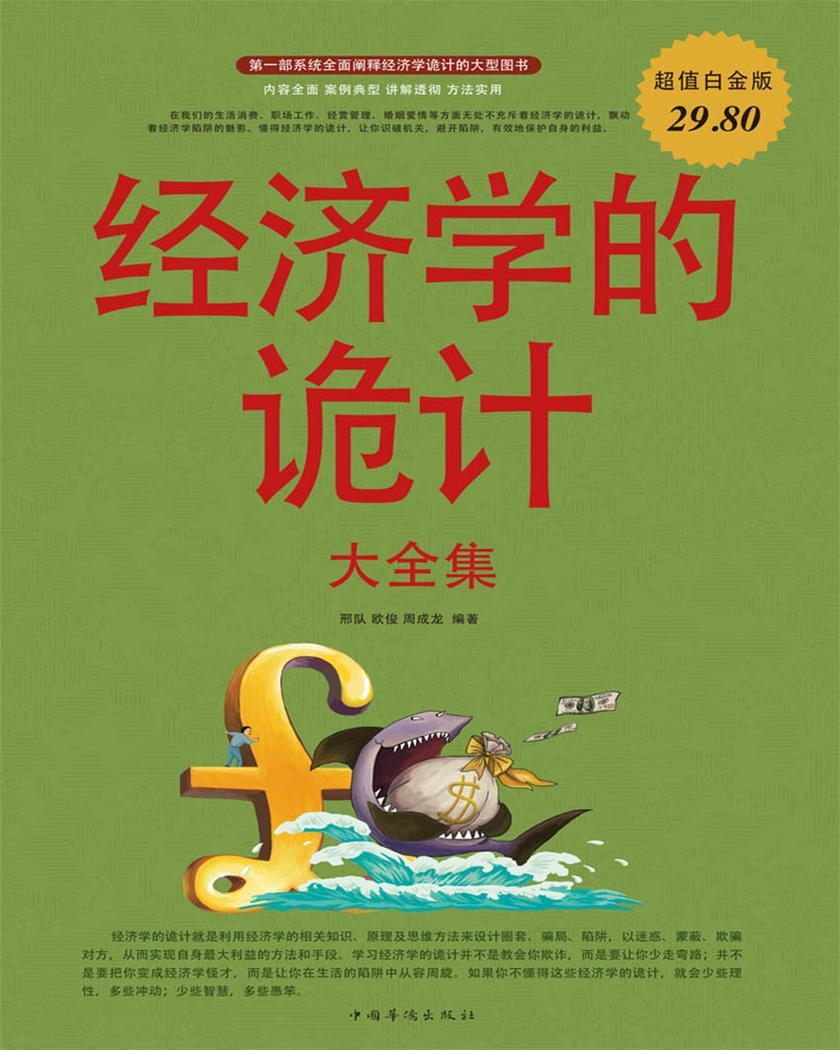 第一部系统全面阐释经济学诡计的大型图书
内容全面 案例典型 讲解透彻 方法实用
在我们的生活消费、职场工作、经营管理、婚姻爱情等方面无处不充斥着经济学的诡计，飘动
着经济学陷阱的魅影。懂得经济学的诡计，让你识破机关，避开陷阱，有效地保护自身的利益。
超值白金版
29.80
经济学的
诡计
大全集
邢队 欧俊 周成龙 编著
$
经济学的诡计就是利用经济学的相关知识、原理及思维方法来设计圈套、骗局、陷阱，以迷惑、蒙蔽、欺骗
对方，从而实现自身最大利益的方法和手段。学习经济学的诡计并不是教会你欺诈，而是要让你少走弯路；并不
是要把你变成经济学怪才，而是让你在生活的陷阱中从容周旋。如果你不懂得这些经济学的诡计，就会少些理
性，多些冲动；少些智慧，多些愚笨。
中国华侨出版社